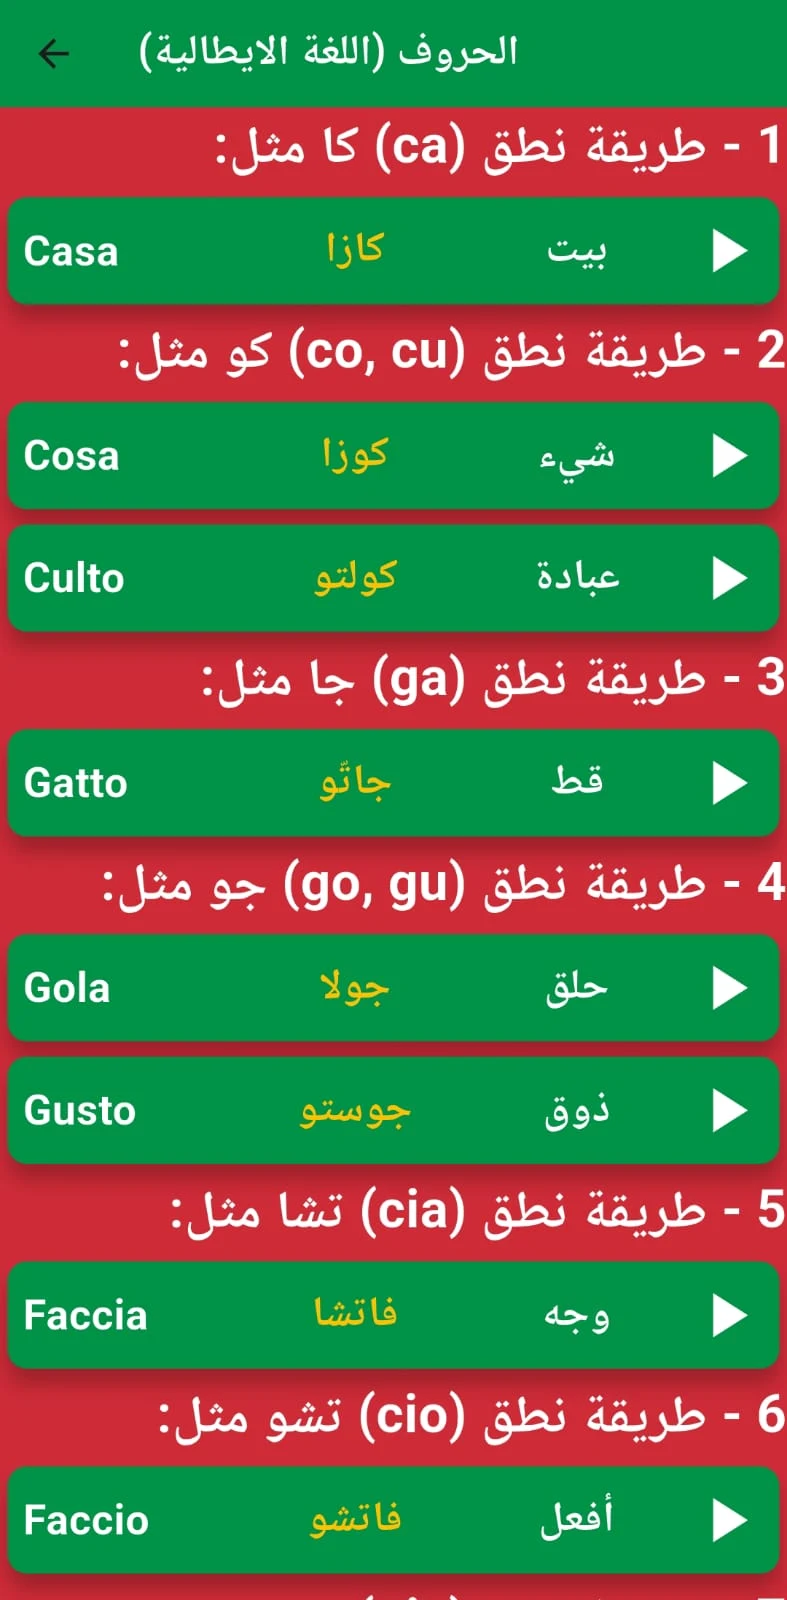 الحروف (اللغة الايطالية)
1 - طريقة نطق (ca) كا مثل:
Casa كازا بيت
2 - طريقة نطق (co, cu) كو مثل:
Cosa كوزا شيء
Culto كولتو عبادة
3 - طريقة نطق (ga) جا مثل:
Gatto جاتّو قط
4 - طريقة نطق (go, gu) جو مثل:
Gola جولا حلق
Gusto جوستو ذوق
5 - طريقة نطق (cia) تشا مثل:
Faccia فاتشا وجه
6 - طريقة نطق (cio) تشو مثل:
Faccio فاتشو أفعل